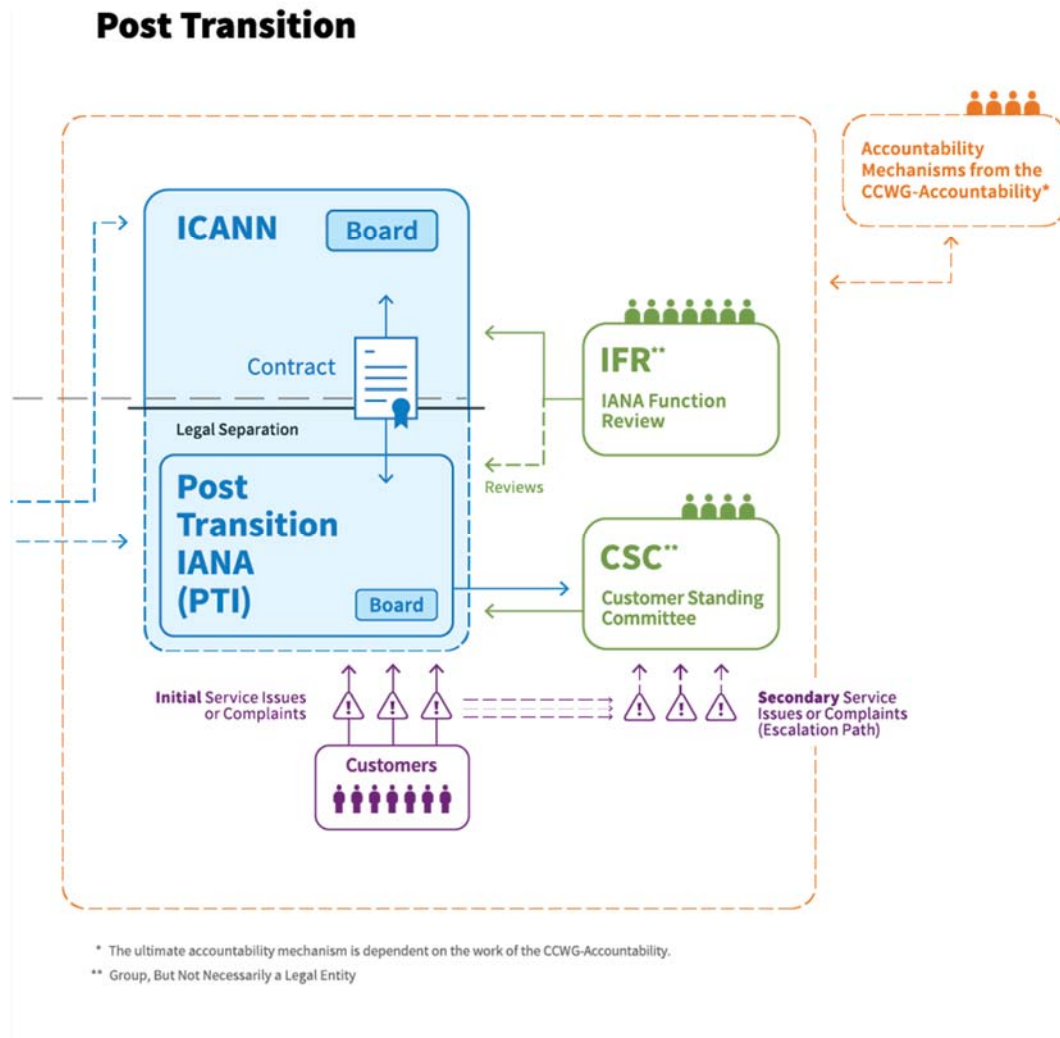 Post Transition
Accountability
Mechanisms from the
CCWG-Accountability*
ICANN
Board
Contract
Legal Separation
IFR**
IANA Function
Review
Reviews
Post
Transition
IANA
(PTI)
Board
CSC**
Customer Standing
Committee
Initial Service Issues
or Complaints
Secondary Service
Issues or Complaints
(Escalation Path)
Customers
* The ultimate accountability mechanism is dependent on the work of the CCWG-Accountability.
** Group, But Not Necessarily a Legal Entity